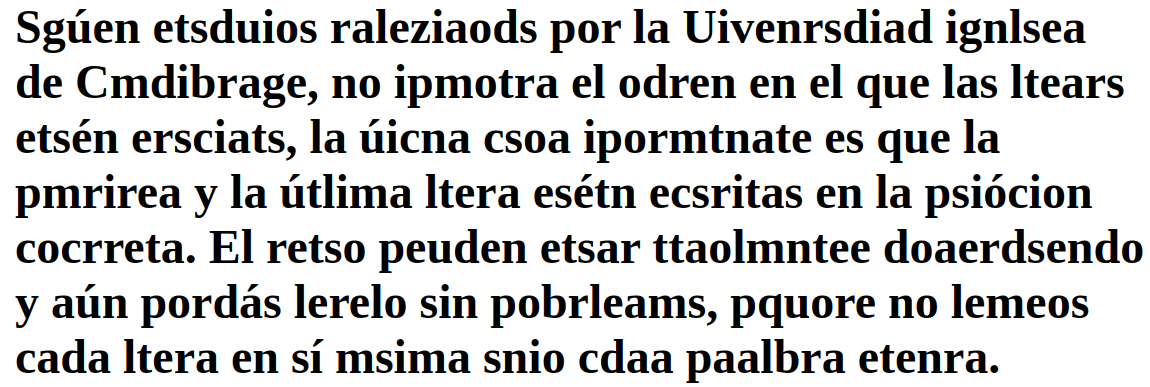 Sgúen etsduios raleziaods por la Uivenrsdiad ignlsea
de Cmdibrage, no ipmotra el odren en el que las ltears
etsén ersciats, la úicna csoa ipormtnate es que la
pmrirea y la útlima ltera esétn ecsritas en la psiócion
cocrreta. El retso peuden etsar ttaolmntee doaerdsendo
y aún pordás lerelo sin pobrleams, pquore no lemeos
cada ltera en sí msima snio cdaa paalbra etenra.